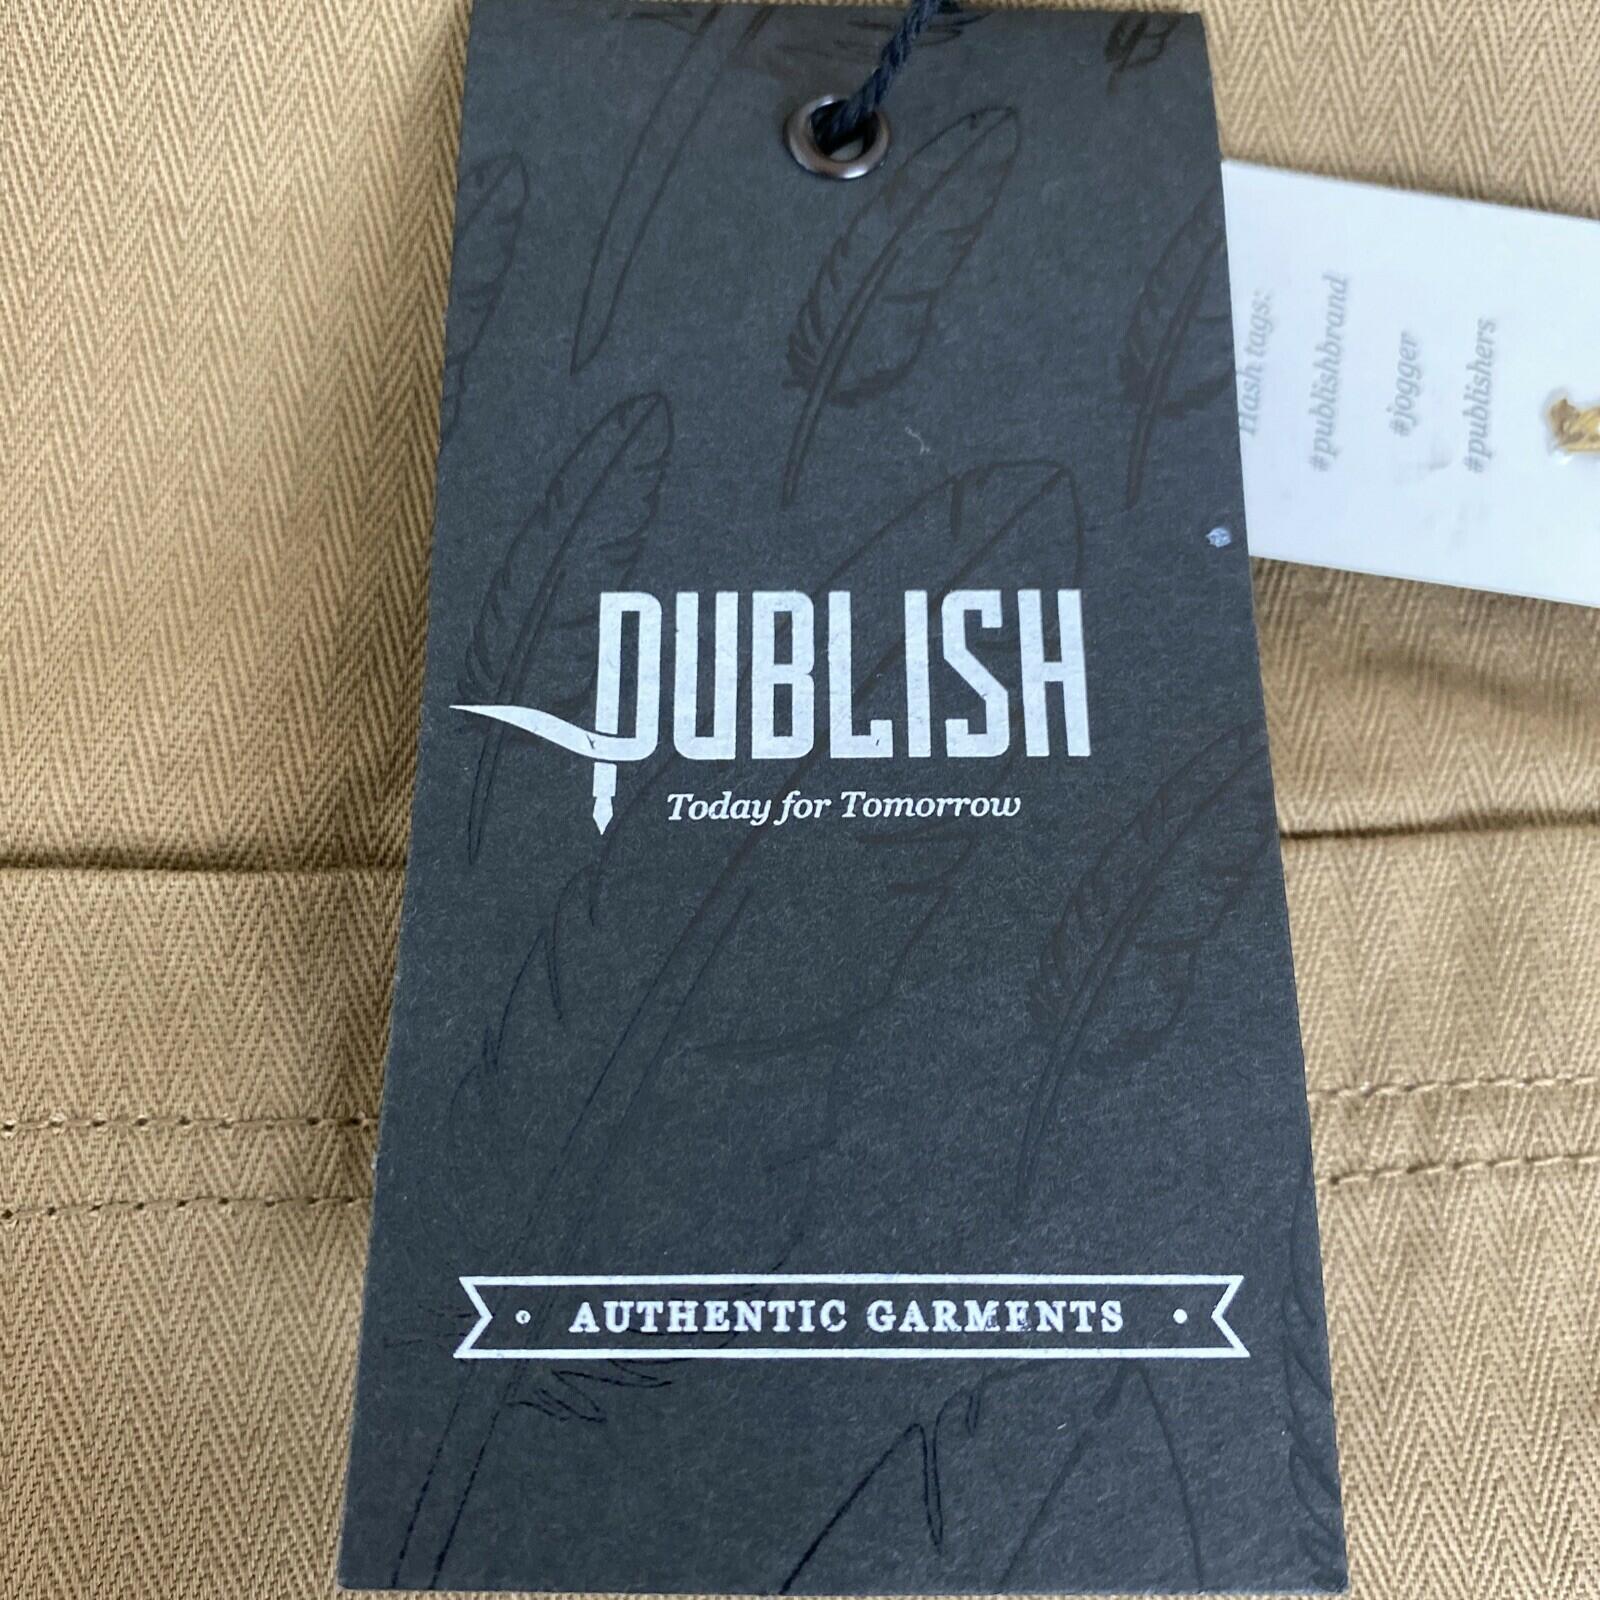 PUBLISH
Today for Tomorrow
AUTHENTIC GARMENTS
Hash tags:
#publishbrand
#jogger
#publishers